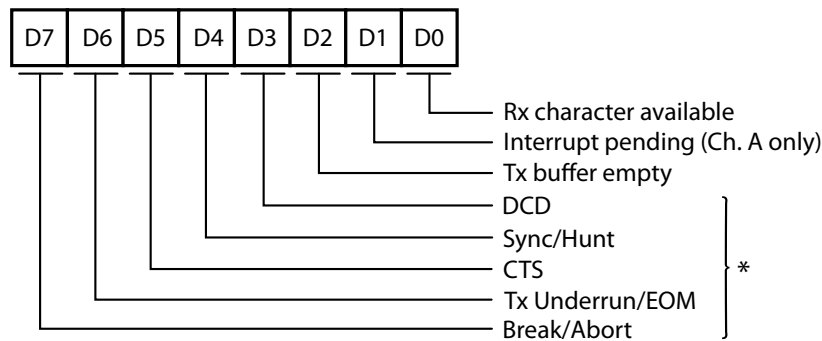 D7 D6 D5 D4 D3 D2 D1 D0
Rx character available
Interrupt pending (Ch. A only)
Tx buffer empty
DCD
Sync/Hunt
CTS
*
Tx Underrun/EOM
Break/Abort